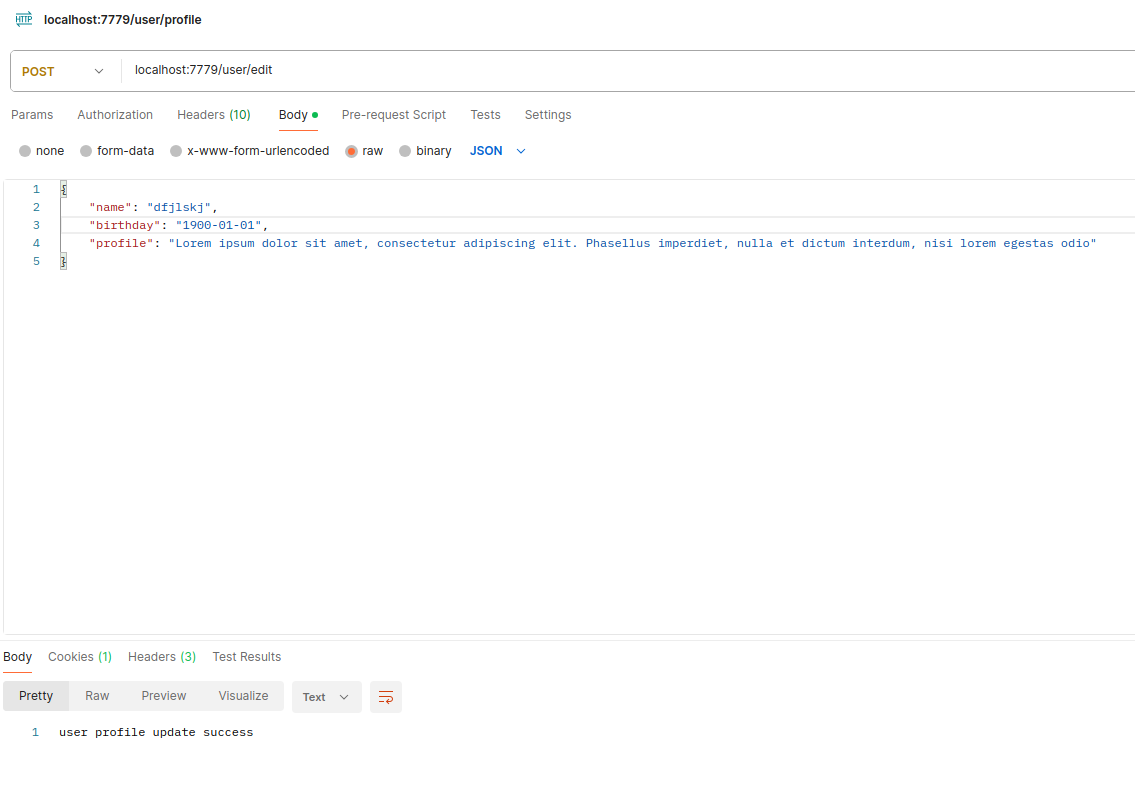 HTTP localhost:7779/user/profile
POST localhost:7779/user/edit
Params Authorization Headers (10) Body Pre-request Script Tests Settings
none form-data x-www-form-urlencoded raw binary JSON
1 {
2 "name": "dfjlskj",
3 "birthday": "1900-01-01",
4 "profile": "Lorem ipsum dolor sit amet, consectetur adipiscing elit. Phasellus imperdiet, nulla et dictum interdum, nisi lorem egestas odio"
5 }
Body Cookies (1) Headers (3) Test Results
Pretty Raw Preview Visualize Text
1 user profile update success